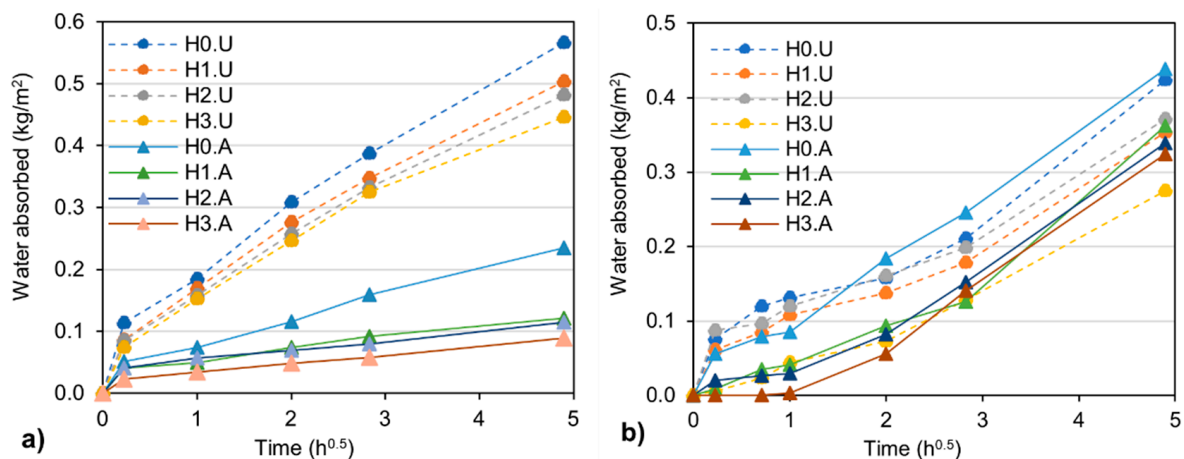 0.6
0.5
0.4
0.3
0.2
0.1
0.0
Water absorbed (kg/m²)
H0.U
H1.U
H2.U
H3.U
H0.A
H1.A
H2.A
H3.A
0 1 2 3 4 5
Time (h⁰·⁵)
a)
0.5
0.4
0.3
0.2
0.1
0.0
Water absorbed (kg/m²)
H0.U
H1.U
H2.U
H3.U
H0.A
H1.A
H2.A
H3.A
0 1 2 3 4 5
Time (h⁰·⁵)
b)